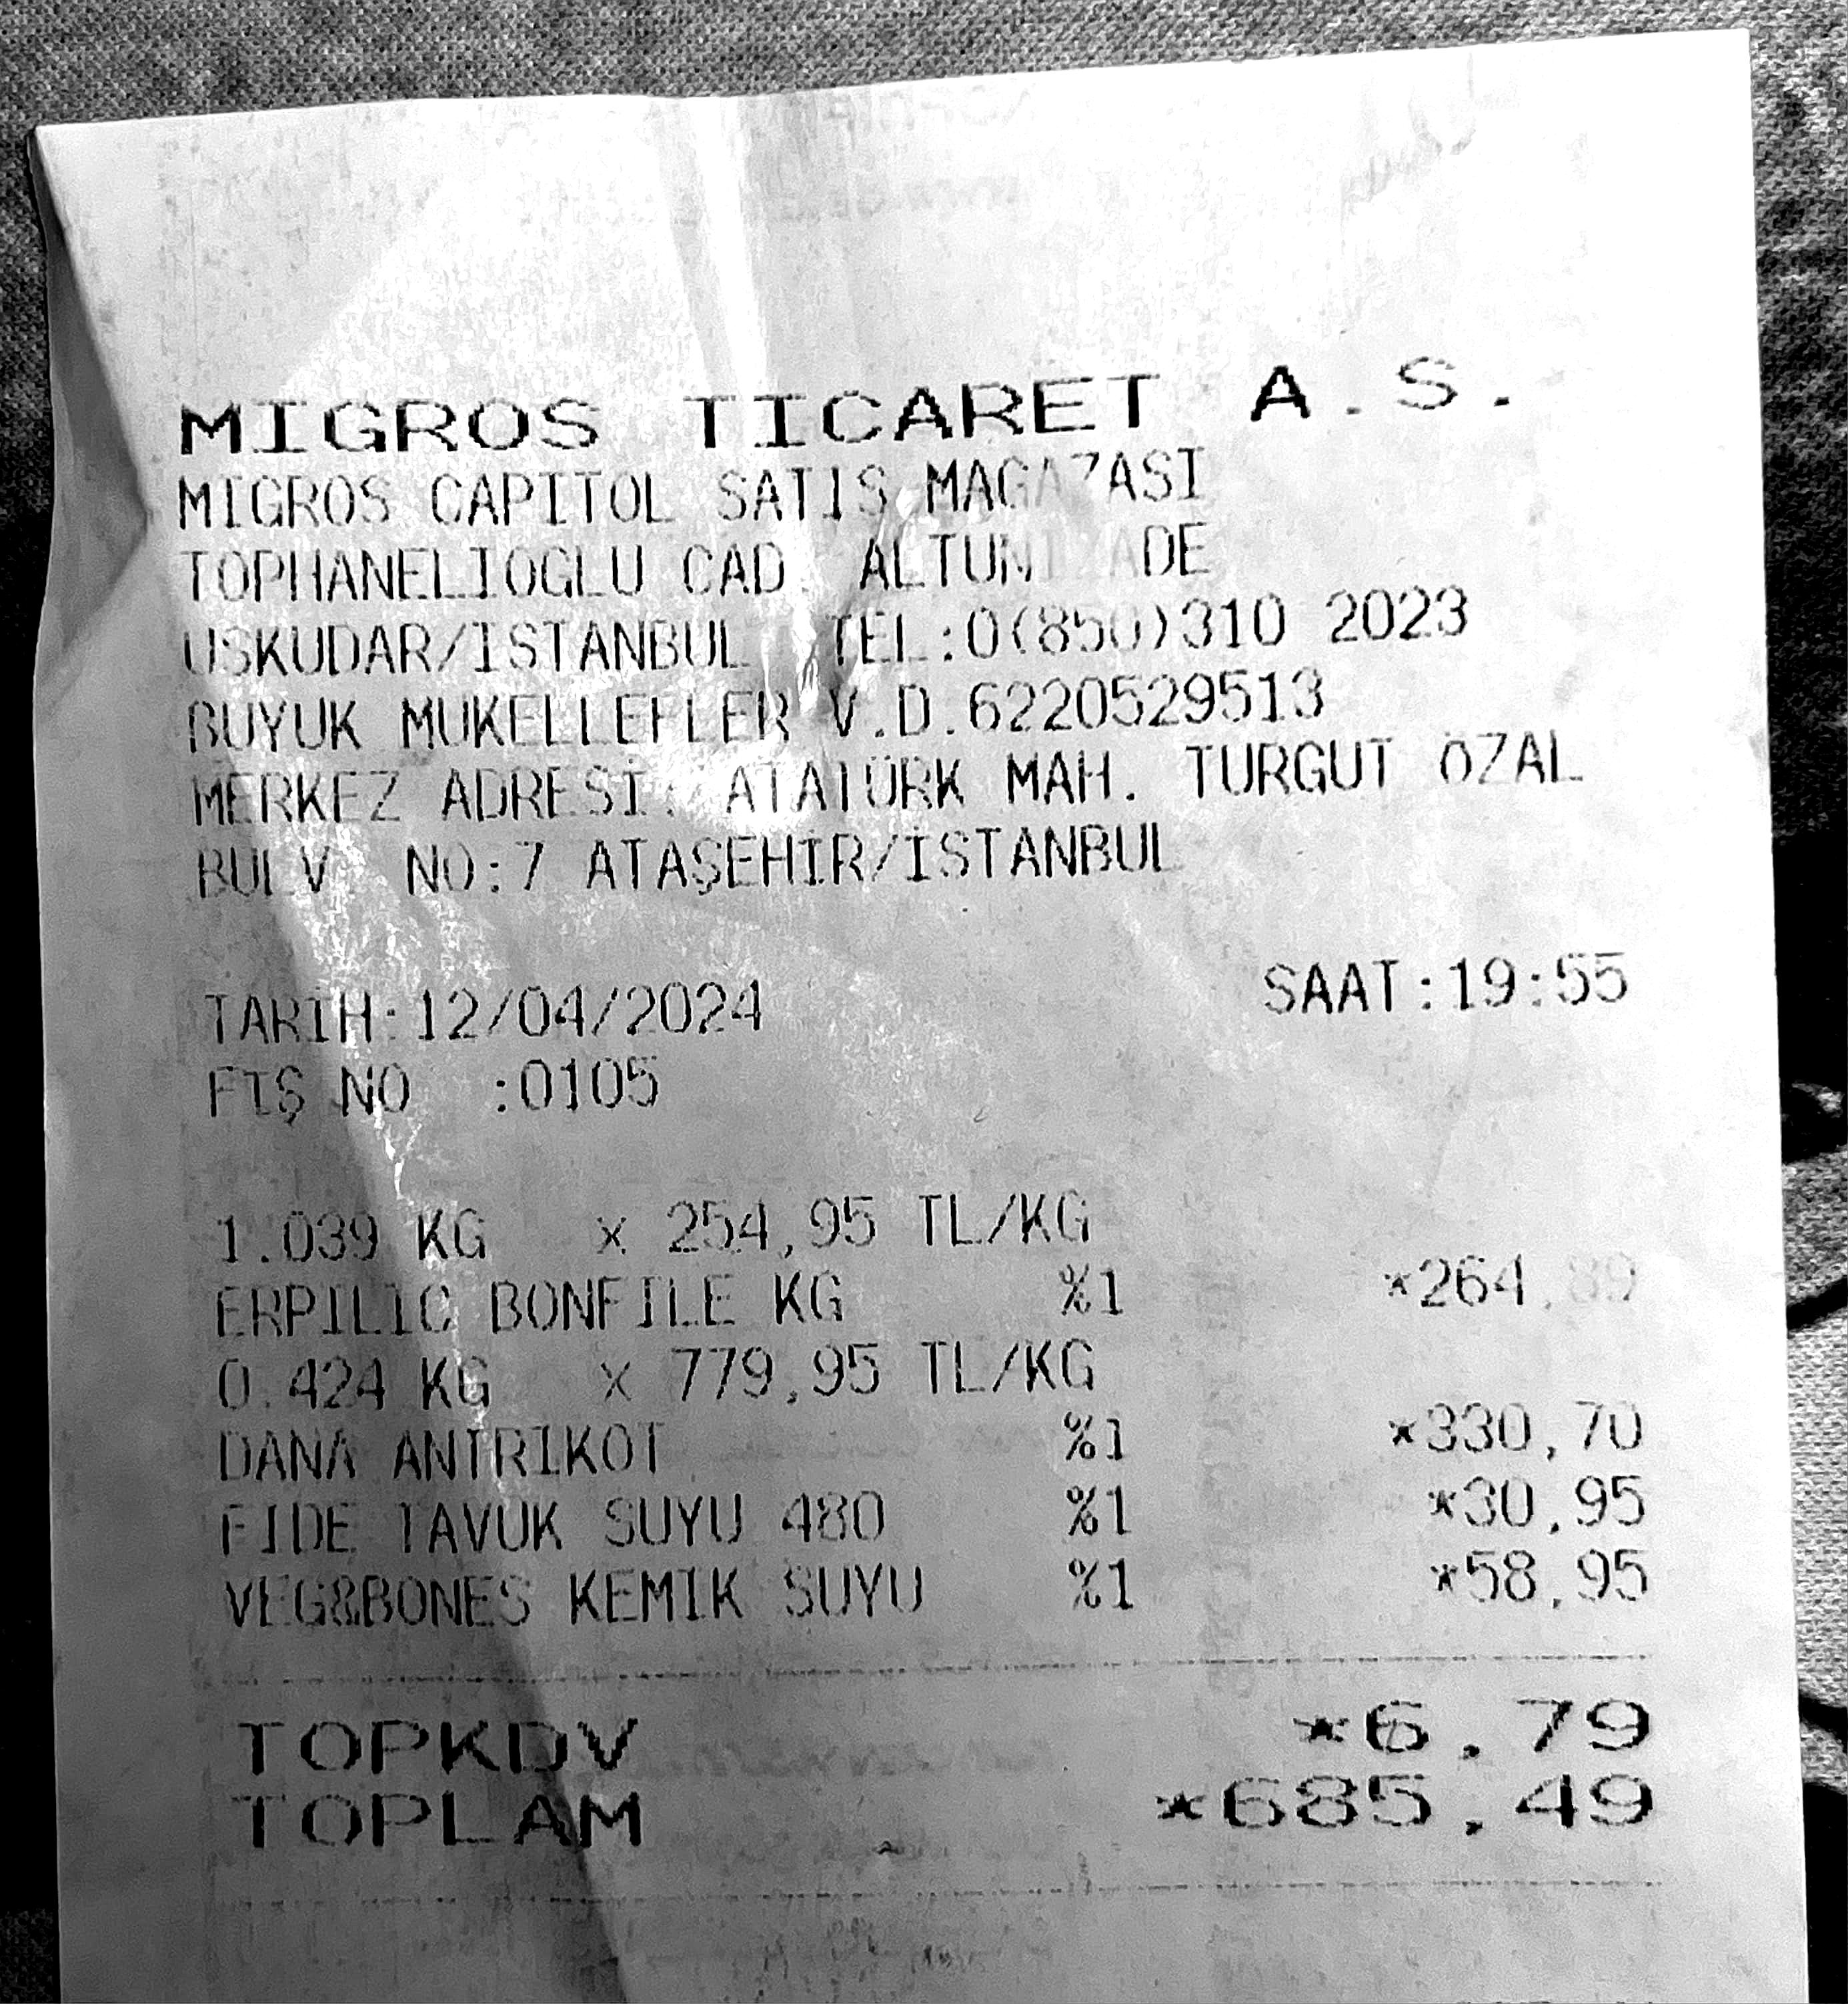 MIGROS TICARET A.S.
MIGROS CAPITOL SATIS MAGAZASI
TOPHANELIOGLU CAD. ALTUNIZADE
USKUDAR/ISTANBUL TEL:0(850)310 2023
BUYUK MUKELLEFLER V.D.6220529513
MERKEZ ADRESİ: ATATÜRK MAH. TURGUT ÖZAL
BULV. NO:7 ATAŞEHİR/İSTANBUL
TARİH:12/04/2024 SAAT:19:55
FİŞ NO :0105
1.039 KG x 254,95 TL/KG
ERPILIC BONFILE KG %1 *264,89
0.424 KG x 779,95 TL/KG
DANA ANTRIKOT %1 *330,70
FIDE TAVUK SUYU 480 %1 *30,95
VEG&BONES KEMIK SUYU %1 *58,95
TOPKDV *6,79
TOPLAM *685,49